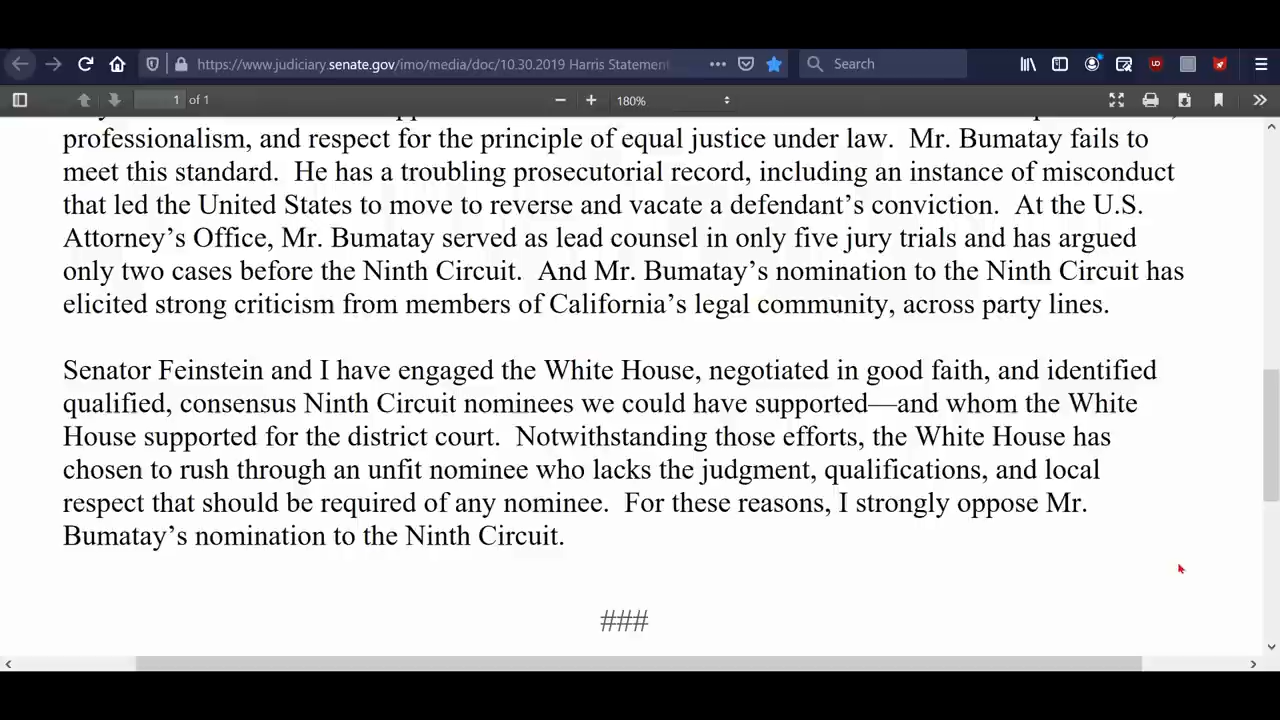 https://www.judiciary.senate.gov/imo/media/doc/10.30.2019 Harris Statement
Search
1 of 1
180%
professionalism, and respect for the principle of equal justice under law. Mr. Bumatay fails to
meet this standard. He has a troubling prosecutorial record, including an instance of misconduct
that led the United States to move to reverse and vacate a defendant’s conviction. At the U.S.
Attorney’s Office, Mr. Bumatay served as lead counsel in only five jury trials and has argued
only two cases before the Ninth Circuit. And Mr. Bumatay’s nomination to the Ninth Circuit has
elicited strong criticism from members of California’s legal community, across party lines.
Senator Feinstein and I have engaged the White House, negotiated in good faith, and identified
qualified, consensus Ninth Circuit nominees we could have supported—and whom the White
House supported for the district court. Notwithstanding those efforts, the White House has
chosen to rush through an unfit nominee who lacks the judgment, qualifications, and local
respect that should be required of any nominee. For these reasons, I strongly oppose Mr.
Bumatay’s nomination to the Ninth Circuit.
###